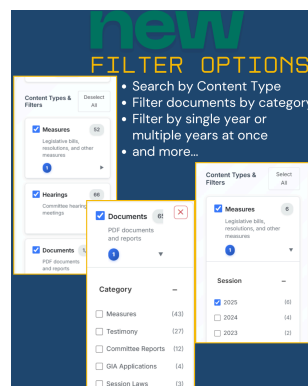 new
FILTER OPTIONS
• Search by Content Type
• Filter documents by category
• Filter by single year or
multiple years at once
• and more...
Content Types &
Filters
Deselect
All
Measures 52
Legislative bills,
resolutions, and other
measures
1
Hearings 66
Committee hearing
meetings
Documents
PDF documents
and reports
Documents
PDF documents
and reports
1
Category
Measures (43)
Testimony (27)
Committee Reports (12)
GIA Applications (4)
Session Laws (3)
Content Types &
Filters
Select
All
Measures 6
Legislative bills,
resolutions, and other
measures
1
Session
2025 (6)
2024 (4)
2023 (2)